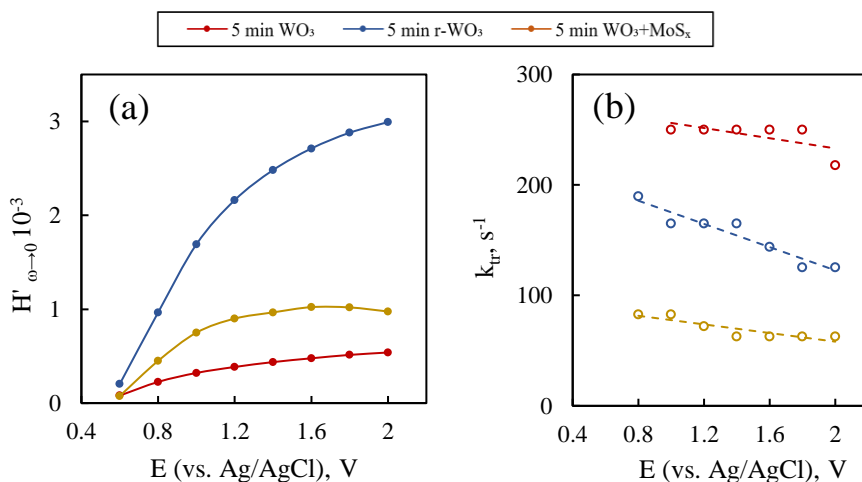 5 min WO₃ 5 min r-WO₃ 5 min WO₃+MoSₓ
(a)
H' ω→0 10⁻³
3
2
1
0
0.4 0.8 1.2 1.6 2
E (vs. Ag/AgCl), V
(b)
kₜᵣ, s⁻¹
300
200
100
0
0.4 0.8 1.2 1.6 2
E (vs. Ag/AgCl), V